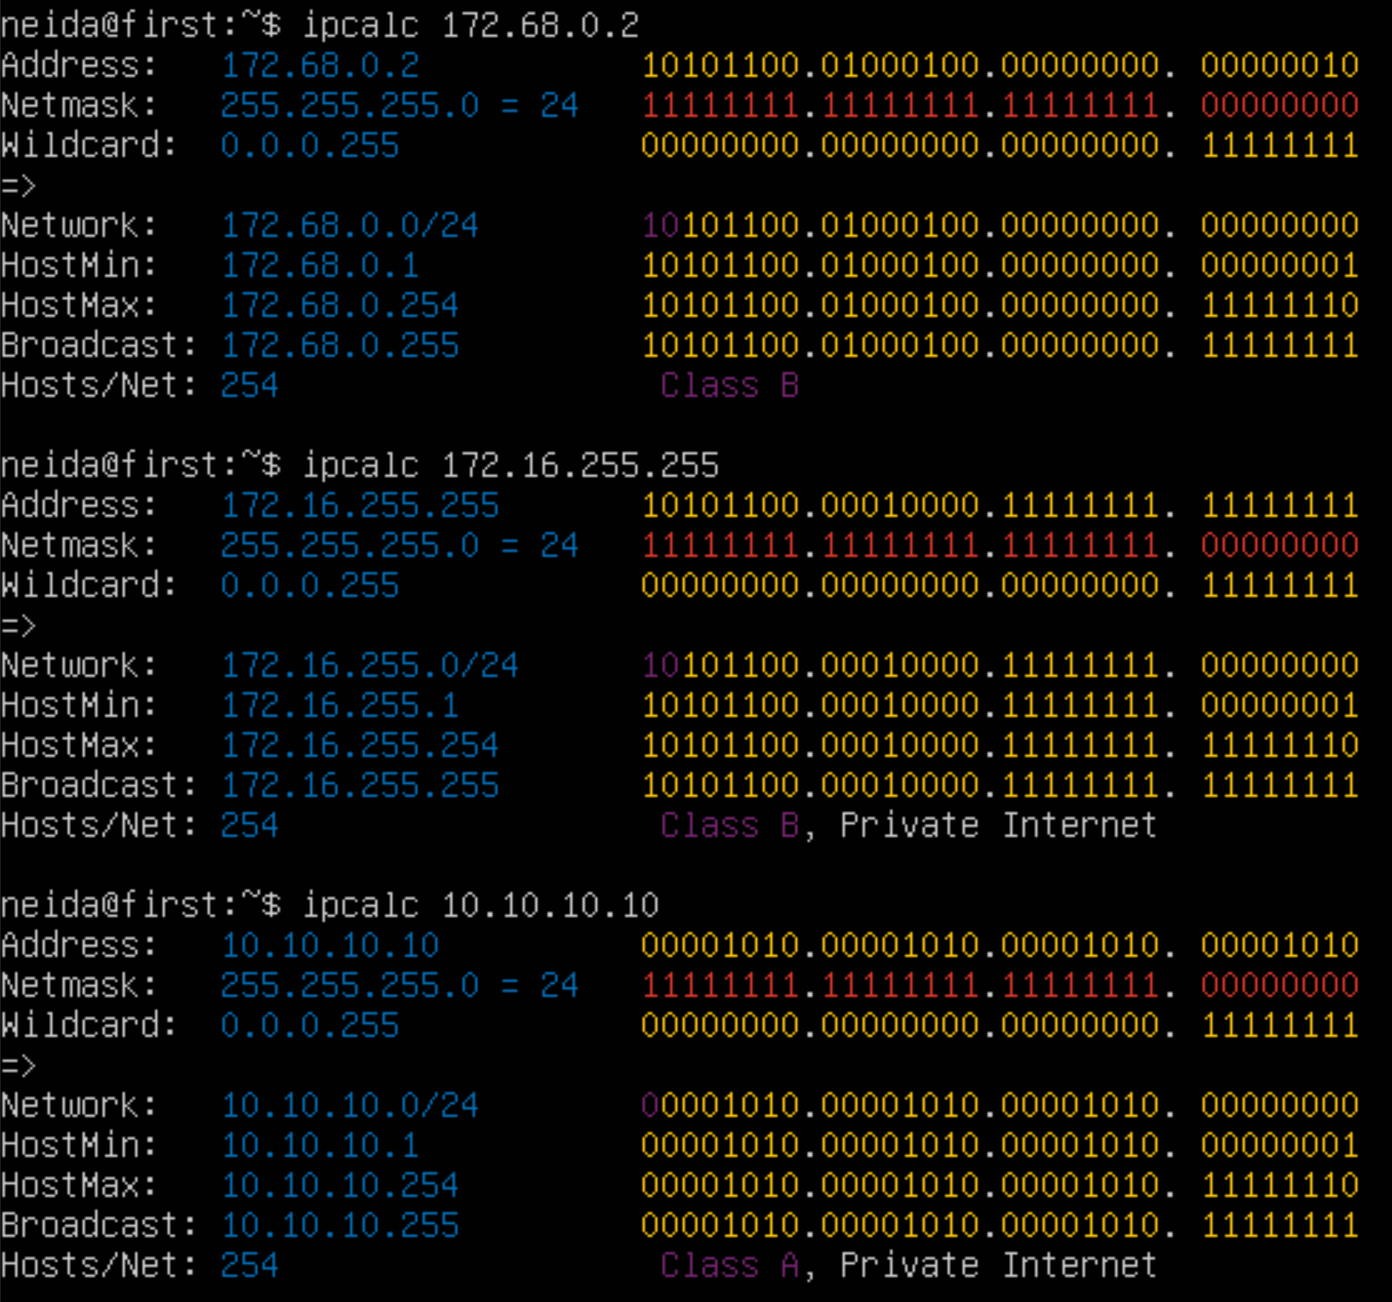 neida@first:~$ ipcalc 172.68.0.2
Address:   172.68.0.2            10101100.01000100.00000000. 00000010
Netmask:   255.255.255.0 = 24    11111111.11111111.11111111. 00000000
Wildcard:  0.0.0.255             00000000.00000000.00000000. 11111111
=>
Network:   172.68.0.0/24         10101100.01000100.00000000. 00000000
HostMin:   172.68.0.1            10101100.01000100.00000000. 00000001
HostMax:   172.68.0.254          10101100.01000100.00000000. 11111110
Broadcast: 172.68.0.255          10101100.01000100.00000000. 11111111
Hosts/Net: 254                    Class B
neida@first:~$ ipcalc 172.16.255.255
Address:   172.16.255.255        10101100.00010000.11111111. 11111111
Netmask:   255.255.255.0 = 24    11111111.11111111.11111111. 00000000
Wildcard:  0.0.0.255             00000000.00000000.00000000. 11111111
=>
Network:   172.16.255.0/24       10101100.00010000.11111111. 00000000
HostMin:   172.16.255.1          10101100.00010000.11111111. 00000001
HostMax:   172.16.255.254        10101100.00010000.11111111. 11111110
Broadcast: 172.16.255.255        10101100.00010000.11111111. 11111111
Hosts/Net: 254                    Class B, Private Internet
neida@first:~$ ipcalc 10.10.10.10
Address:   10.10.10.10           00001010.00001010.00001010. 00001010
Netmask:   255.255.255.0 = 24    11111111.11111111.11111111. 00000000
Wildcard:  0.0.0.255             00000000.00000000.00000000. 11111111
=>
Network:   10.10.10.0/24         00001010.00001010.00001010. 00000000
HostMin:   10.10.10.1            00001010.00001010.00001010. 00000001
HostMax:   10.10.10.254          00001010.00001010.00001010. 11111110
Broadcast: 10.10.10.255          00001010.00001010.00001010. 11111111
Hosts/Net: 254                    Class A, Private Internet